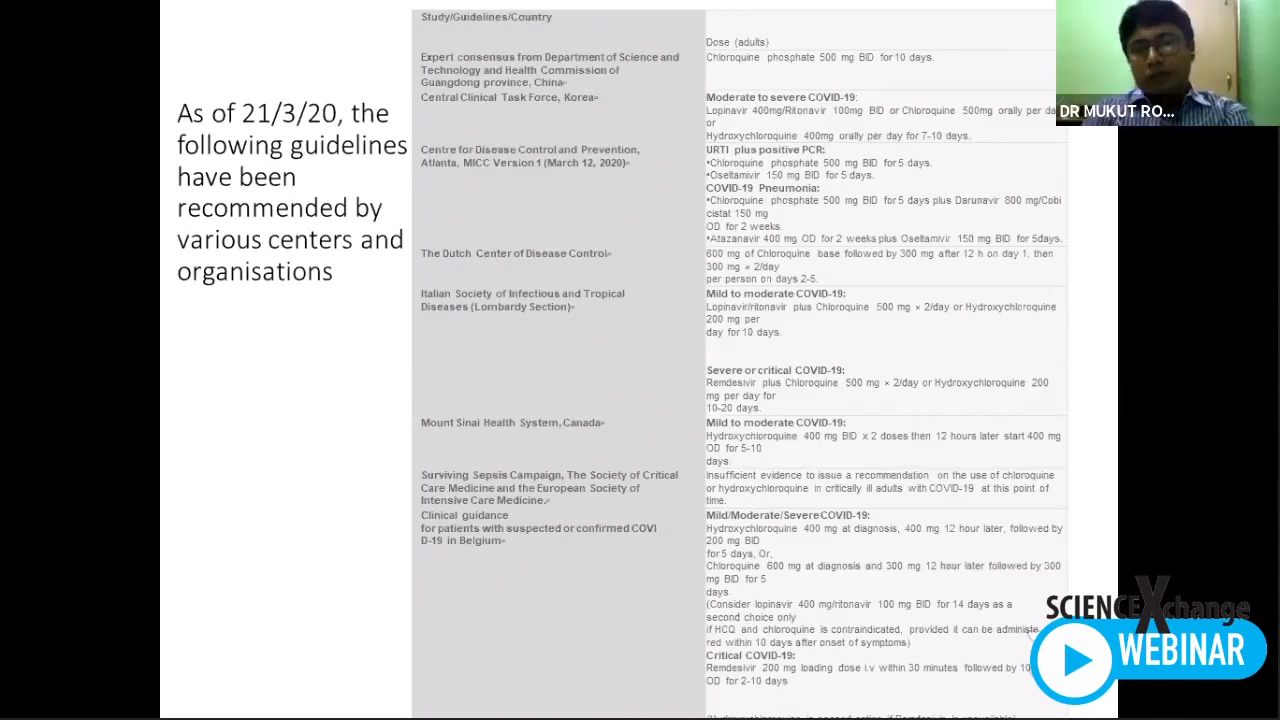 As of 21/3/20, the
following guidelines
have been
recommended by
various centers and
organisations
Study/Guidelines/Country
Dose (adults)
Expert consensus from Department of Science and
Technology and Health Commission of
Guangdong province, China
Chloroquine phosphate 500 mg BID for 10 days.
Central Clinical Task Force, Korea
Moderate to severe COVID-19:
Lopinavir 400mg/Ritonavir 100mg BID or Chloroquine 500mg orally per da
or
Hydroxychloroquine 400mg orally per day for 7-10 days.
Centre for Disease Control and Prevention,
Atlanta, MICC Version 1 (March 12, 2020)
URTI plus positive PCR:
•Chloroquine phosphate 500 mg BID for 5 days.
•Oseltamivir 150 mg BID for 5 days.
COVID-19 Pneumonia:
•Chloroquine phosphate 500 mg BID for 5 days plus Darunavir 800 mg/Cobi
cistat 150 mg
OD for 2 weeks.
•Atazanavir 400 mg OD for 2 weeks plus Oseltamivir 150 mg BID for 5days.
The Dutch Center of Disease Control
600 mg of Chloroquine base followed by 300 mg after 12 h on day 1, then
300 mg × 2/day
per person on days 2-5.
Italian Society of Infectious and Tropical
Diseases (Lombardy Section)
Mild to moderate COVID-19:
Lopinavir/ritonavir plus Chloroquine 500 mg × 2/day or Hydroxychloroquine
200 mg per
day for 10 days.
Severe or critical COVID-19:
Remdesivir plus Chloroquine 500 mg × 2/day or Hydroxychloroquine 200
mg per day for
10-20 days.
Mount Sinai Health System, Canada
Mild to moderate COVID-19:
Hydroxychloroquine 400 mg BID x 2 doses then 12 hours later start 400 mg
OD for 5-10
days.
Surviving Sepsis Campaign, The Society of Critical
Care Medicine and the European Society of
Intensive Care Medicine.
Insufficient evidence to issue a recommendation on the use of chloroquine
or hydroxychloroquine in critically ill adults with COVID-19 at this point of
time.
Clinical guidance
for patients with suspected or confirmed COVI
D-19 in Belgium
Mild/Moderate/SevereCOVID-19:
Hydroxychloroquine 400 mg at diagnosis, 400 mg 12 hour later, followed by
200 mg BID
for 5 days, Or,
Chloroquine 600 mg at diagnosis and 300 mg 12 hour later followed by 300
mg BID for 5
days
(Consider lopinavir 400 mg/ritonavir 100 mg BID for 14 days as a
second choice only
if HCQ and chloroquine is contraindicated, provided it can be administe
red within 10 days after onset of symptoms)
Critical COVID-19:
Remdesivir 200 mg loading dose i.v within 30 minutes followed by 10
OD for 2-10 days
DR MUKUT RO...
SCIENCEXchange
WEBINAR